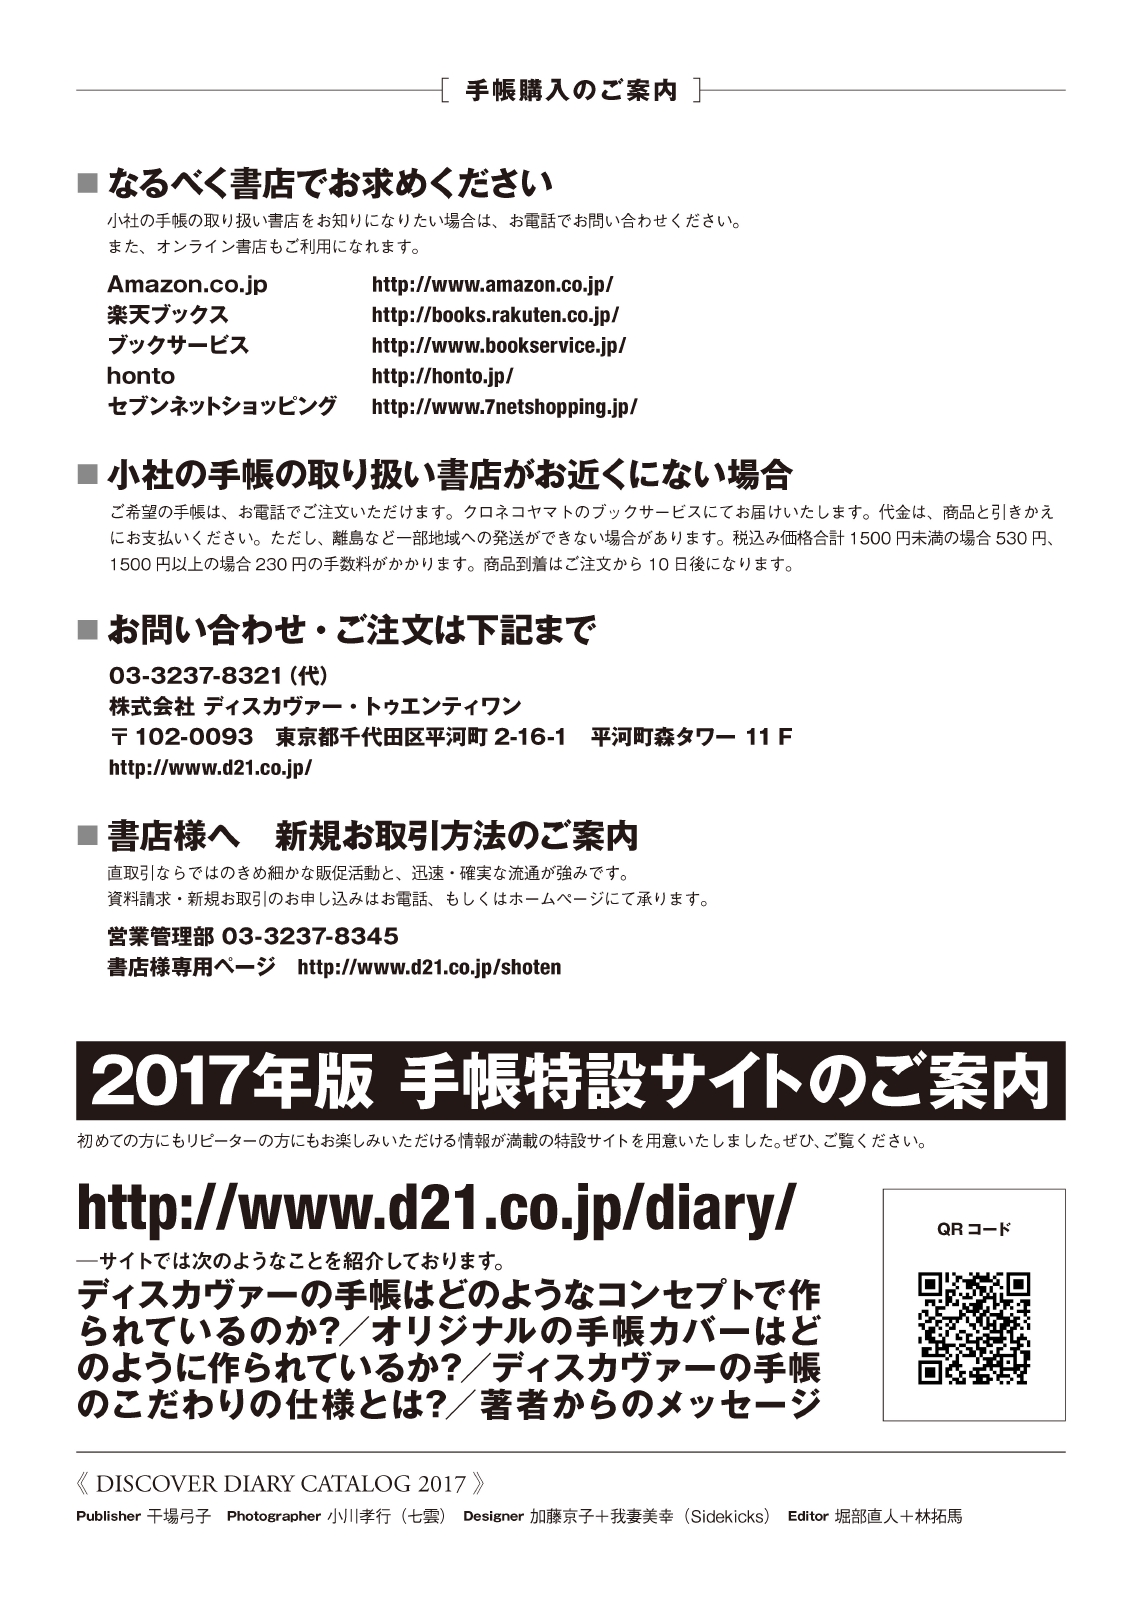 [ 手帳購入のご案内 ]
■ なるべく書店でお求めください
小社の手帳の取り扱い書店をお知りになりたい場合は、お電話でお問い合わせください。
また、オンライン書店もご利用になれます。
Amazon.co.jp http://www.amazon.co.jp/
楽天ブックス http://books.rakuten.co.jp/
ブックサービス http://www.bookservice.jp/
honto http://honto.jp/
セブンネットショッピング http://www.7netshopping.jp/
■ 小社の手帳の取り扱い書店がお近くにない場合
ご希望の手帳は、お電話でご注文いただけます。クロネコヤマトのブックサービスにてお届けいたします。代金は、商品と引きかえ
にお支払いください。ただし、離島など一部地域への発送ができない場合があります。税込み価格合計 1500 円未満の場合 530 円、
1500 円以上の場合 230 円の手数料がかかります。商品到着はご注文から 10 日後になります。
■ お問い合わせ・ご注文は下記まで
03-3237-8321（代）
株式会社 ディスカヴァー・トゥエンティワン
〒102-0093　東京都千代田区平河町 2-16-1　平河町森タワー 11 F
http://www.d21.co.jp/
■ 書店様へ　新規お取引方法のご案内
直取引ならではのきめ細かな販促活動と、迅速・確実な流通が強みです。
資料請求・新規お取引のお申し込みはお電話、もしくはホームページにて承ります。
営業管理部 03-3237-8345
書店様専用ページ　http://www.d21.co.jp/shoten
2017年版 手帳特設サイトのご案内
初めての方にもリピーターの方にもお楽しみいただける情報が満載の特設サイトを用意いたしました。ぜひ、ご覧ください。
http://www.d21.co.jp/diary/
―サイトでは次のようなことを紹介しております。
ディスカヴァーの手帳はどのようなコンセプトで作
られているのか?／オリジナルの手帳カバーはど
のように作られているか?／ディスカヴァーの手帳
のこだわりの仕様とは?／著者からのメッセージ
QR コード
《 DISCOVER DIARY CATALOG 2017 》
Publisher 干場弓子　Photographer 小川孝行（七雲）　Designer 加藤京子＋我妻美幸（Sidekicks）　Editor 堀部直人＋林拓馬